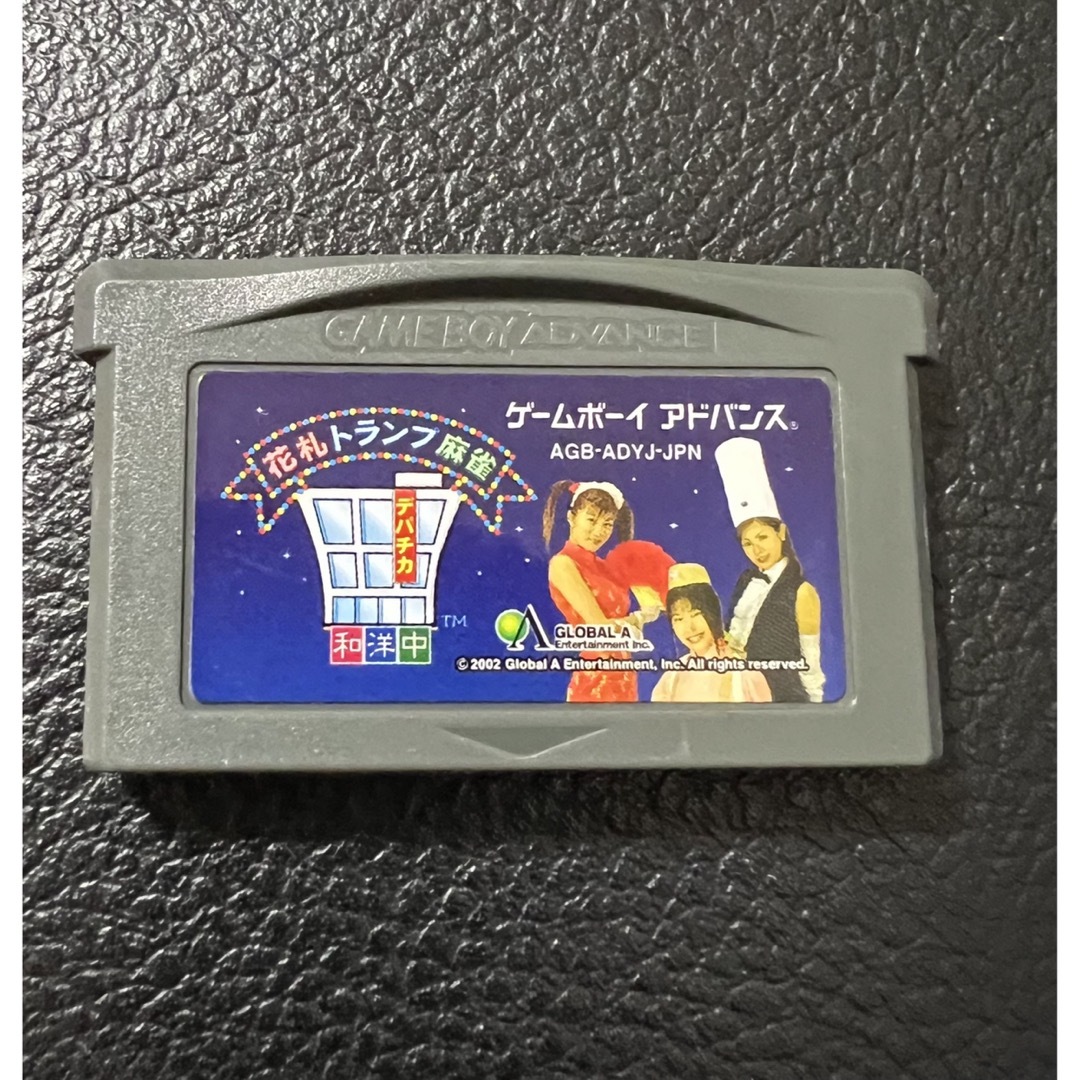 GAME BOY ADVANCE
ゲームボーイ アドバンス®
AGB-ADYJ-JPN
花札トランプ麻雀
デパチカ
和洋中™
GLOBAL A
Entertainment Inc.
© 2002 Global A Entertainment, Inc. All rights reserved.